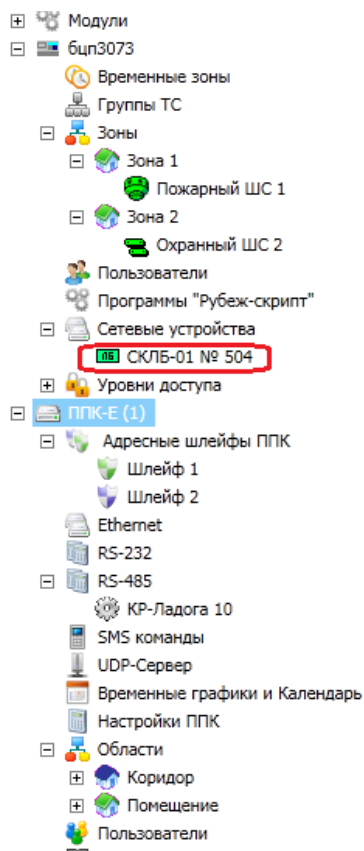 Модули
бцп3073
Временные зоны
Группы ТС
Зоны
Зона 1
Пожарный ШС 1
Зона 2
Охранный ШС 2
Пользователи
Программы "Рубеж-скрипт"
Сетевые устройства
ЛБ СКЛБ-01 № 504
Уровни доступа
ППК-Е (1)
Адресные шлейфы ППК
Шлейф 1
Шлейф 2
Ethernet
RS-232
RS-485
КР-Ладога 10
SMS команды
UDP-Сервер
Временные графики и Календарь
Настройки ППК
Области
Коридор
Помещение
Пользователи